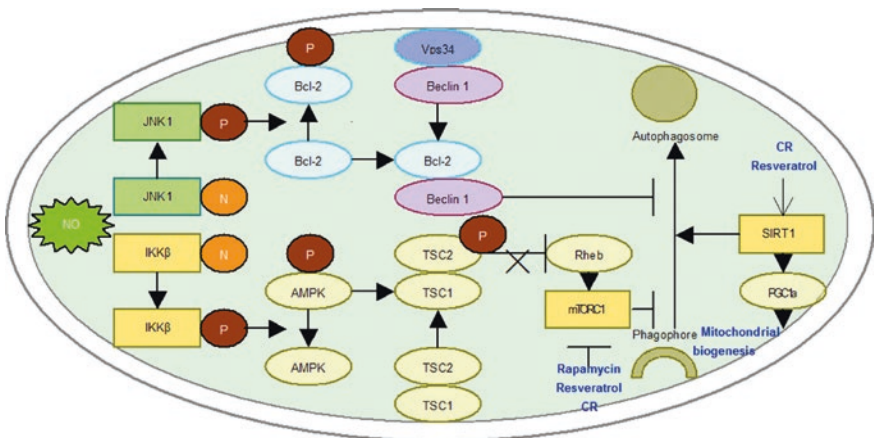 P
Bcl-2
Vps34
Beclin 1
JNK1
P
Bcl-2
Bcl-2
Beclin 1
Autophagosome
CR
Resveratrol
JNK1
N
NO
IKKβ
N
P
AMPK
P
TSC2
TSC1
Rheb
SIRT1
mTORC1
PGC1a
IKKβ
P
AMPK
TSC2
TSC1
Phagophore
Mitochondrial
biogenesis
Rapamycin
Resveratrol
CR